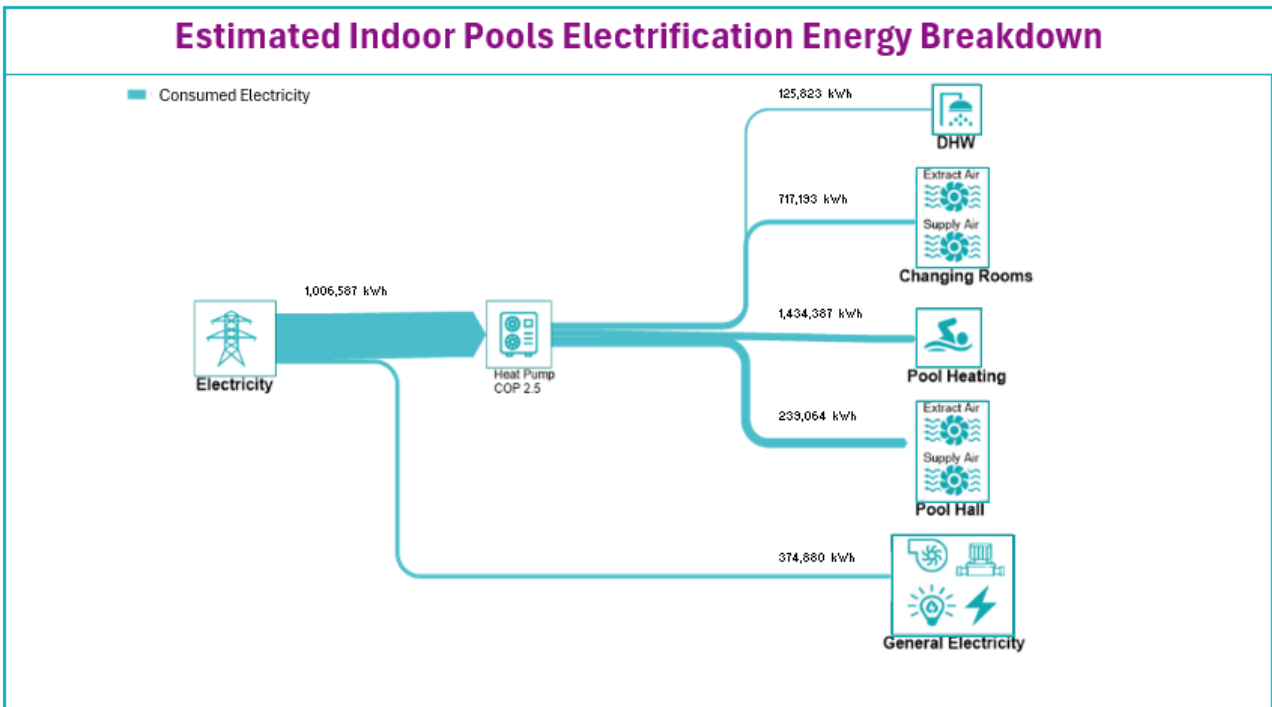 Estimated Indoor Pools Electrification Energy Breakdown
Consumed Electricity
125,823 kWh
DHW
717,193 kWh
Extract Air
Supply Air
Changing Rooms
1,006,587 kWh
Electricity
Heat Pump
COP 2.5
1,434,387 kWh
Pool Heating
239,064 kWh
Extract Air
Supply Air
Pool Hall
374,880 kWh
General Electricity